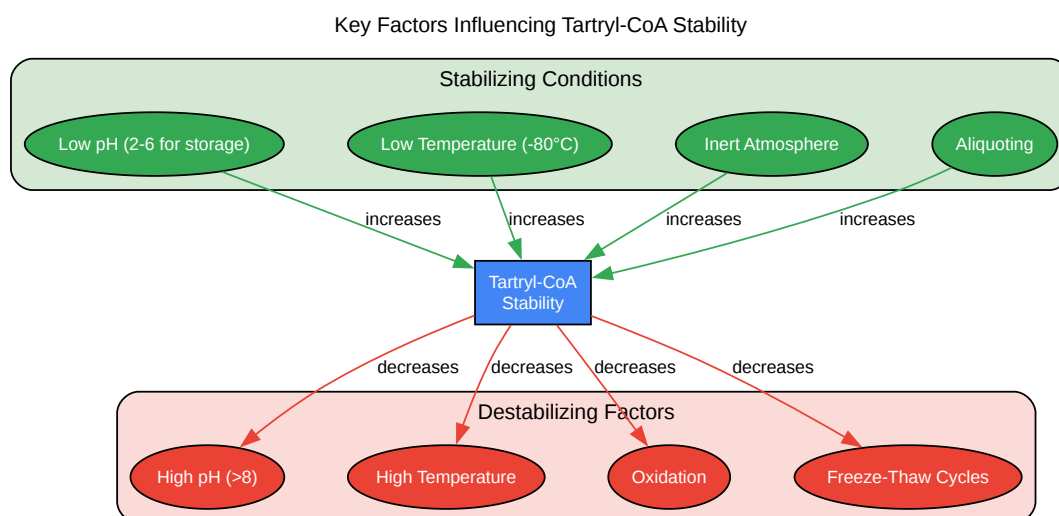 Key Factors Influencing Tartryl-CoA Stability
Stabilizing Conditions
Low pH (2-6 for storage)
Low Temperature (-80°C)
Inert Atmosphere
Aliquoting
increases
increases
increases
increases
Tartryl-CoA
Stability
decreases
decreases
decreases
decreases
Destabilizing Factors
High pH (>8)
High Temperature
Oxidation
Freeze-Thaw Cycles